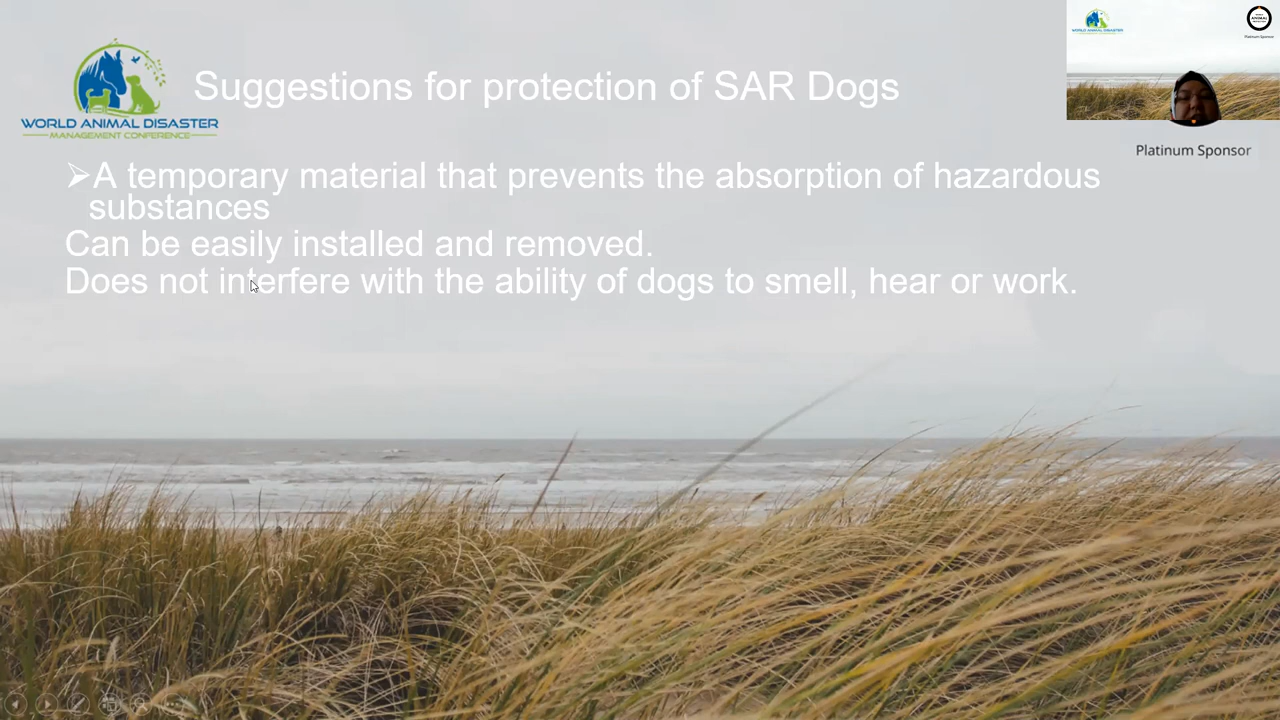 Suggestions for protection of SAR Dogs
WORLD ANIMAL DISASTER
MANAGEMENT CONFERENCE
Platinum Sponsor
➢A temporary material that prevents the absorption of hazardous
substances
Can be easily installed and removed.
Does not interfere with the ability of dogs to smell, hear or work.